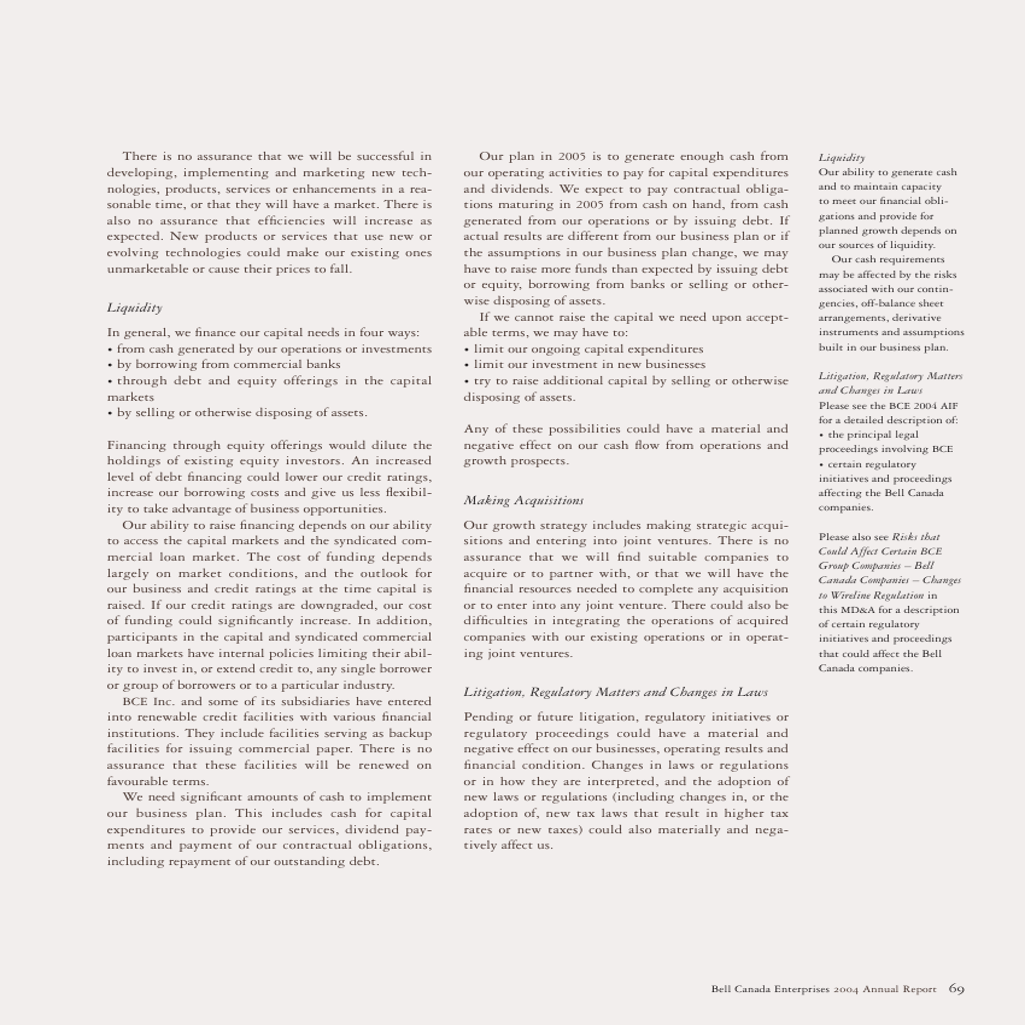 There is no assurance that we will be successful in
developing, implementing and marketing new tech-
nologies, products, services or enhancements in a rea-
sonable time, or that they will have a market. There is
also no assurance that efficiencies will increase as
expected. New products or services that use new or
evolving technologies could make our existing ones
unmarketable or cause their prices to fall.
Liquidity
In general, we finance our capital needs in four ways:
• from cash generated by our operations or investments
• by borrowing from commercial banks
• through debt and equity offerings in the capital
markets
• by selling or otherwise disposing of assets.
Financing through equity offerings would dilute the
holdings of existing equity investors. An increased
level of debt financing could lower our credit ratings,
increase our borrowing costs and give us less flexibil-
ity to take advantage of business opportunities.
Our ability to raise financing depends on our ability
to access the capital markets and the syndicated com-
mercial loan market. The cost of funding depends
largely on market conditions, and the outlook for
our business and credit ratings at the time capital is
raised. If our credit ratings are downgraded, our cost
of funding could significantly increase. In addition,
participants in the capital and syndicated commercial
loan markets have internal policies limiting their abil-
ity to invest in, or extend credit to, any single borrower
or group of borrowers or to a particular industry.
BCE Inc. and some of its subsidiaries have entered
into renewable credit facilities with various financial
institutions. They include facilities serving as backup
facilities for issuing commercial paper. There is no
assurance that these facilities will be renewed on
favourable terms.
We need significant amounts of cash to implement
our business plan. This includes cash for capital
expenditures to provide our services, dividend pay-
ments and payment of our contractual obligations,
including repayment of our outstanding debt.
Our plan in 2005 is to generate enough cash from
our operating activities to pay for capital expenditures
and dividends. We expect to pay contractual obliga-
tions maturing in 2005 from cash on hand, from cash
generated from our operations or by issuing debt. If
actual results are different from our business plan or if
the assumptions in our business plan change, we may
have to raise more funds than expected by issuing debt
or equity, borrowing from banks or selling or other-
wise disposing of assets.
If we cannot raise the capital we need upon accept-
able terms, we may have to:
• limit our ongoing capital expenditures
• limit our investment in new businesses
• try to raise additional capital by selling or otherwise
disposing of assets.
Any of these possibilities could have a material and
negative effect on our cash flow from operations and
growth prospects.
Making Acquisitions
Our growth strategy includes making strategic acqui-
sitions and entering into joint ventures. There is no
assurance that we will find suitable companies to
acquire or to partner with, or that we will have the
financial resources needed to complete any acquisition
or to enter into any joint venture. There could also be
difficulties in integrating the operations of acquired
companies with our existing operations or in operat-
ing joint ventures.
Litigation, Regulatory Matters and Changes in Laws
Pending or future litigation, regulatory initiatives or
regulatory proceedings could have a material and
negative effect on our businesses, operating results and
financial condition. Changes in laws or regulations
or in how they are interpreted, and the adoption of
new laws or regulations (including changes in, or the
adoption of, new tax laws that result in higher tax
rates or new taxes) could also materially and nega-
tively affect us.
Liquidity
Our ability to generate cash
and to maintain capacity
to meet our financial obli-
gations and provide for
planned growth depends on
our sources of liquidity.
Our cash requirements
may be affected by the risks
associated with our contin-
gencies, off-balance sheet
arrangements, derivative
instruments and assumptions
built in our business plan.
Litigation, Regulatory Matters
and Changes in Laws
Please see the BCE 2004 AIF
for a detailed description of:
• the principal legal
proceedings involving BCE
• certain regulatory
initiatives and proceedings
affecting the Bell Canada
companies.
Please also see Risks that
Could Affect Certain BCE
Group Companies – Bell
Canada Companies – Changes
to Wireline Regulation in
this MD&A for a description
of certain regulatory
initiatives and proceedings
that could affect the Bell
Canada companies.
Bell Canada Enterprises 2004 Annual Report 69